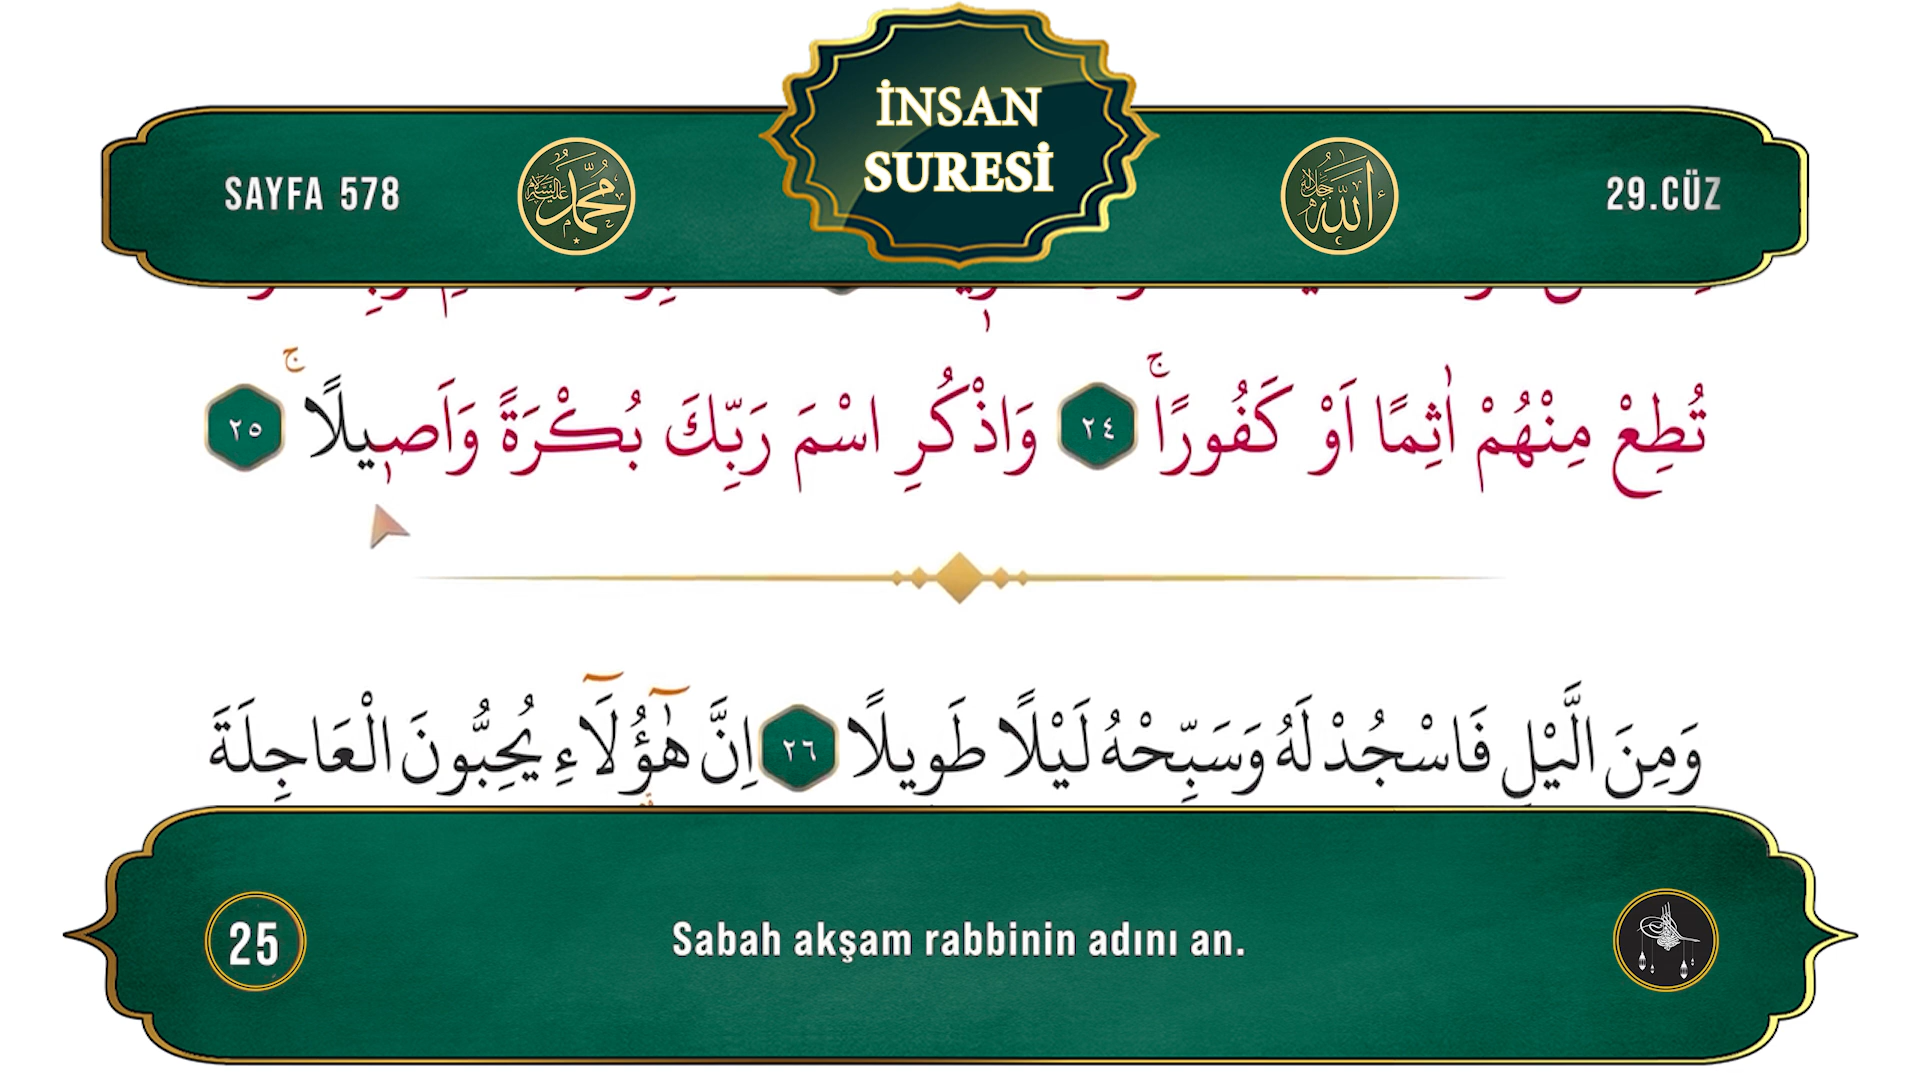 İNSAN
SURESİ
SAYFA 578
29.CÜZ
تُطِعْ مِنْهُمْ اٰثِمًا اَوْ كَفُورًاۚ ﴿٢٤﴾ وَاذْكُرِ اسْمَ رَبِّكَ بُكْرَةً وَاَصٖيلًاۚ ﴿٢٥﴾
وَمِنَ الَّيْلِ فَاسْجُدْ لَهُ وَسَبِّحْهُ لَيْلًا طَوٖيلًا ﴿٢٦﴾ اِنَّ هٰٓؤُ۬لَٓاءِ يُحِبُّونَ الْعَاجِلَةَ
25
Sabah akşam rabbinin adını an.